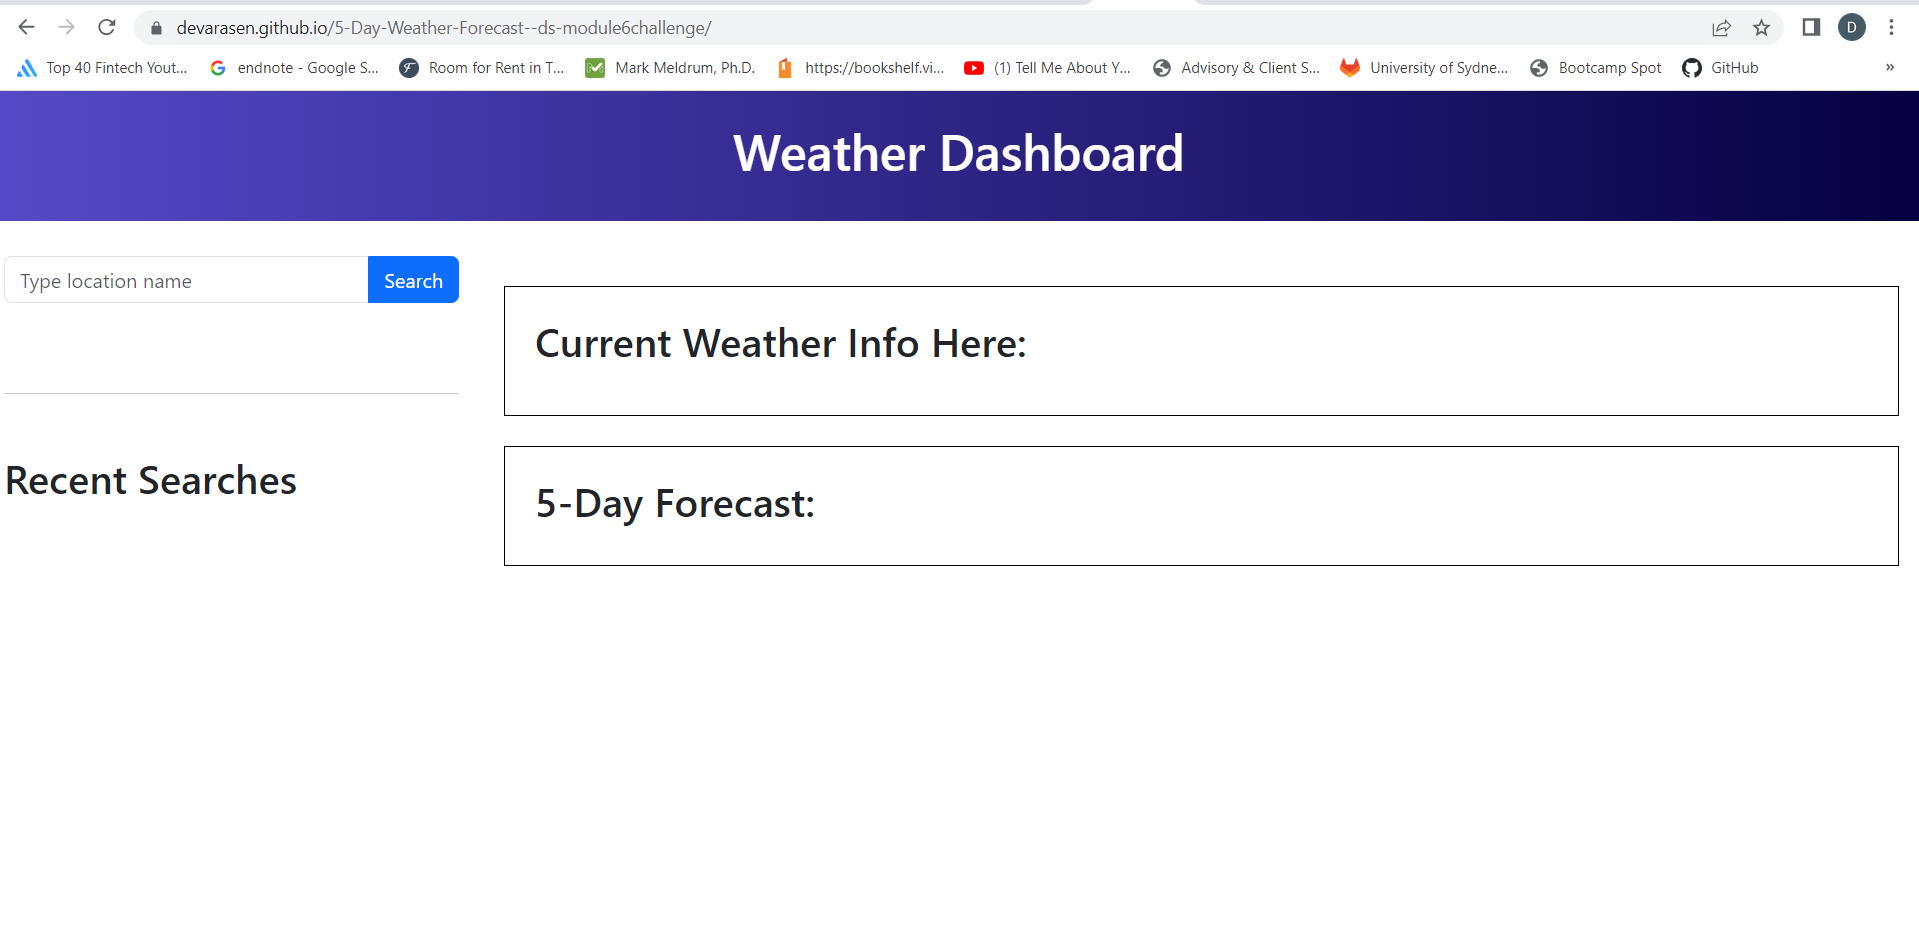 devarasen.github.io/5-Day-Weather-Forecast--ds-module6challenge/
D
Top 40 Fintech Yout... endnote - Google S... Room for Rent in T... Mark Meldrum, Ph.D. https://bookshelf.vi... (1) Tell Me About Y... Advisory & Client S... University of Sydne... Bootcamp Spot GitHub »
Weather Dashboard
Type location name Search
Current Weather Info Here:
Recent Searches
5-Day Forecast: